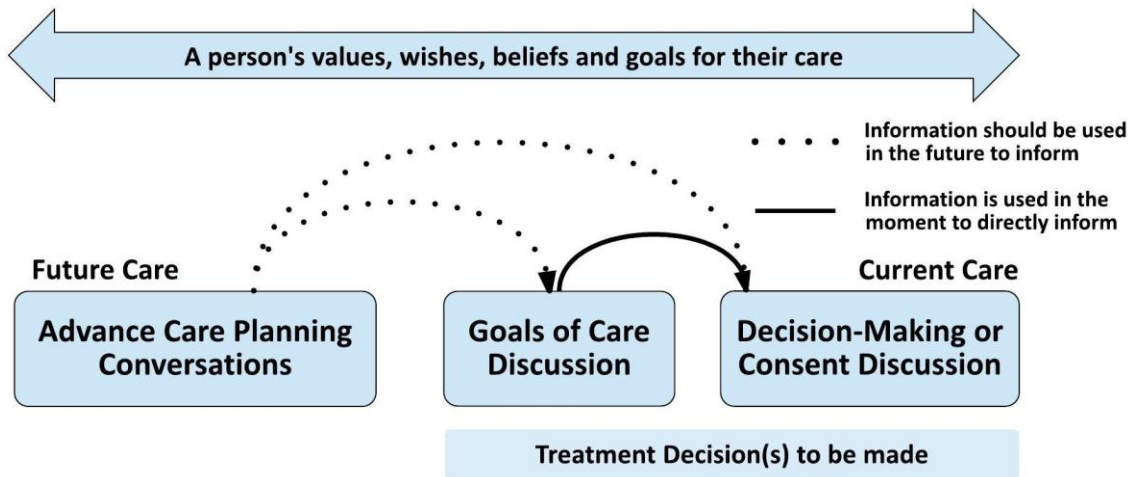 A person's values, wishes, beliefs and goals for their care
Information should be used
in the future to inform
Information is used in the
moment to directly inform
Future Care
Current Care
Advance Care Planning
Conversations
Goals of Care
Discussion
Decision-Making or
Consent Discussion
Treatment Decision(s) to be made